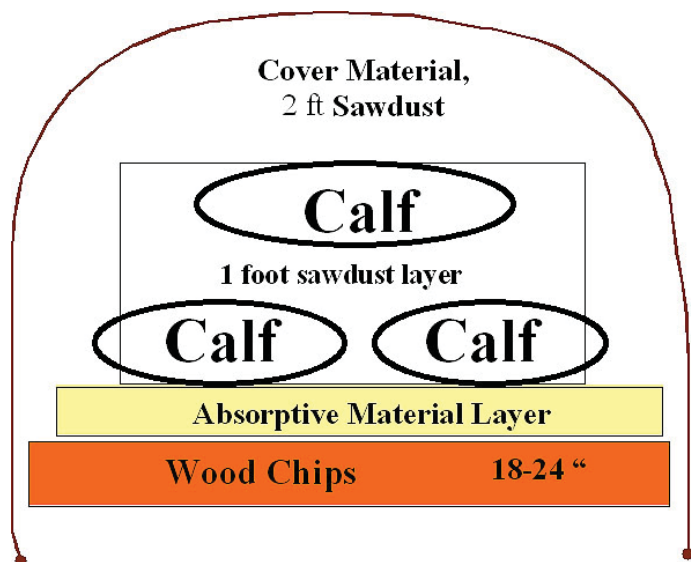 Cover Material,
2 ft Sawdust
Calf
1 foot sawdust layer
Calf Calf
Absorptive Material Layer
Wood Chips 18-24 “